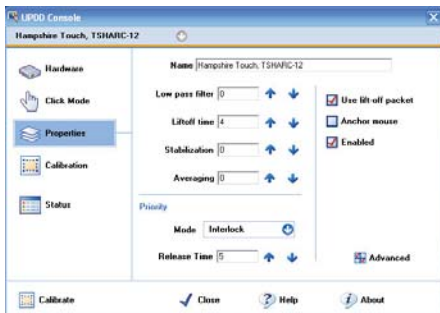 UPDD Console
Hampshire Touch, TSHARC-12
Hardware
Click Mode
Properties
Calibration
Status
Name Hampshire Touch, TSHARC-12
Low pass filter 0
Liftoff time 4
Stabilization 0
Averaging 0
Use lift-off packet
Anchor mouse
Enabled
Priority
Mode Interlock
Release Time 5
Advanced
Calibrate
Close
Help
About